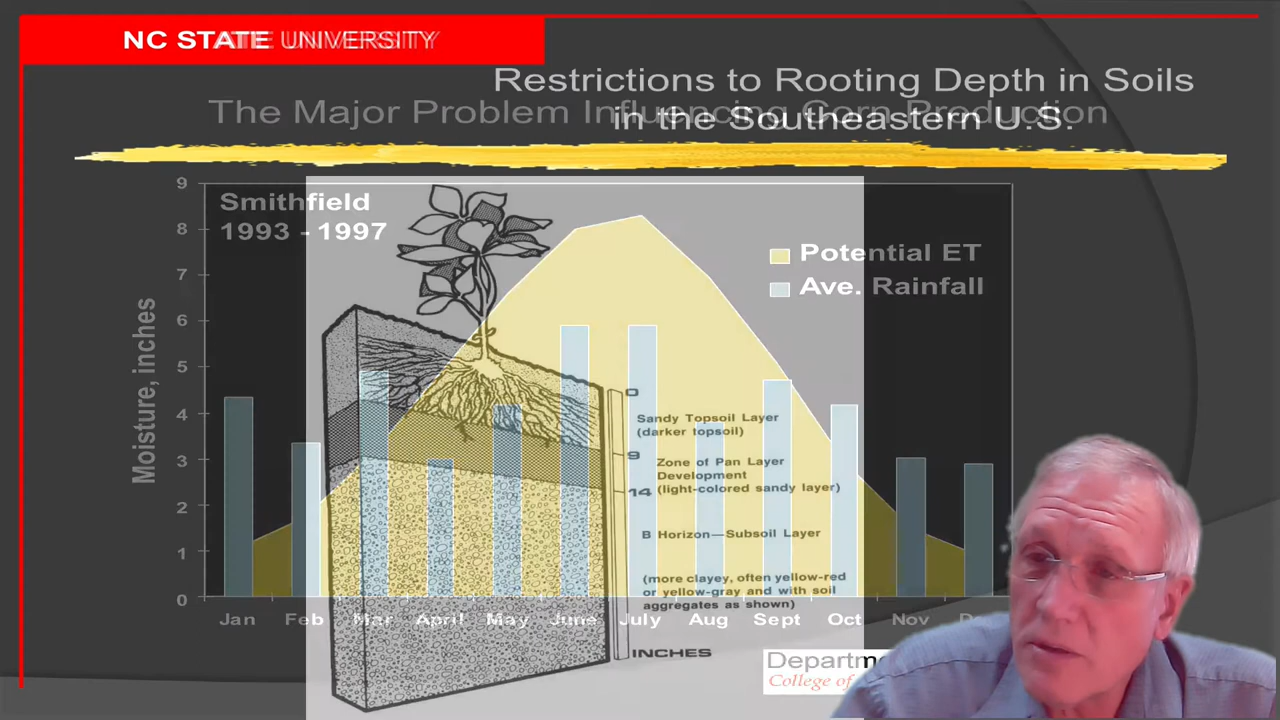 NC STATE UNIVERSITY
Restrictions to Rooting Depth in Soils
in the Southeastern U.S.
The Major Problem Influencing Corn Production
Smithfield
1993 - 1997
Potential ET
Ave. Rainfall
Moisture, inches
9
8
7
6
5
4
3
2
1
0
Jan Feb Mar April May June July Aug Sept Oct Nov
0
Sandy Topsoil Layer
(darker topsoil)
9
Zone of Pan Layer
Development
(light-colored sandy layer)
14
B Horizon—Subsoil Layer
(more clayey, often yellow-red
or yellow-gray and with soil
aggregates as shown)
INCHES
College of